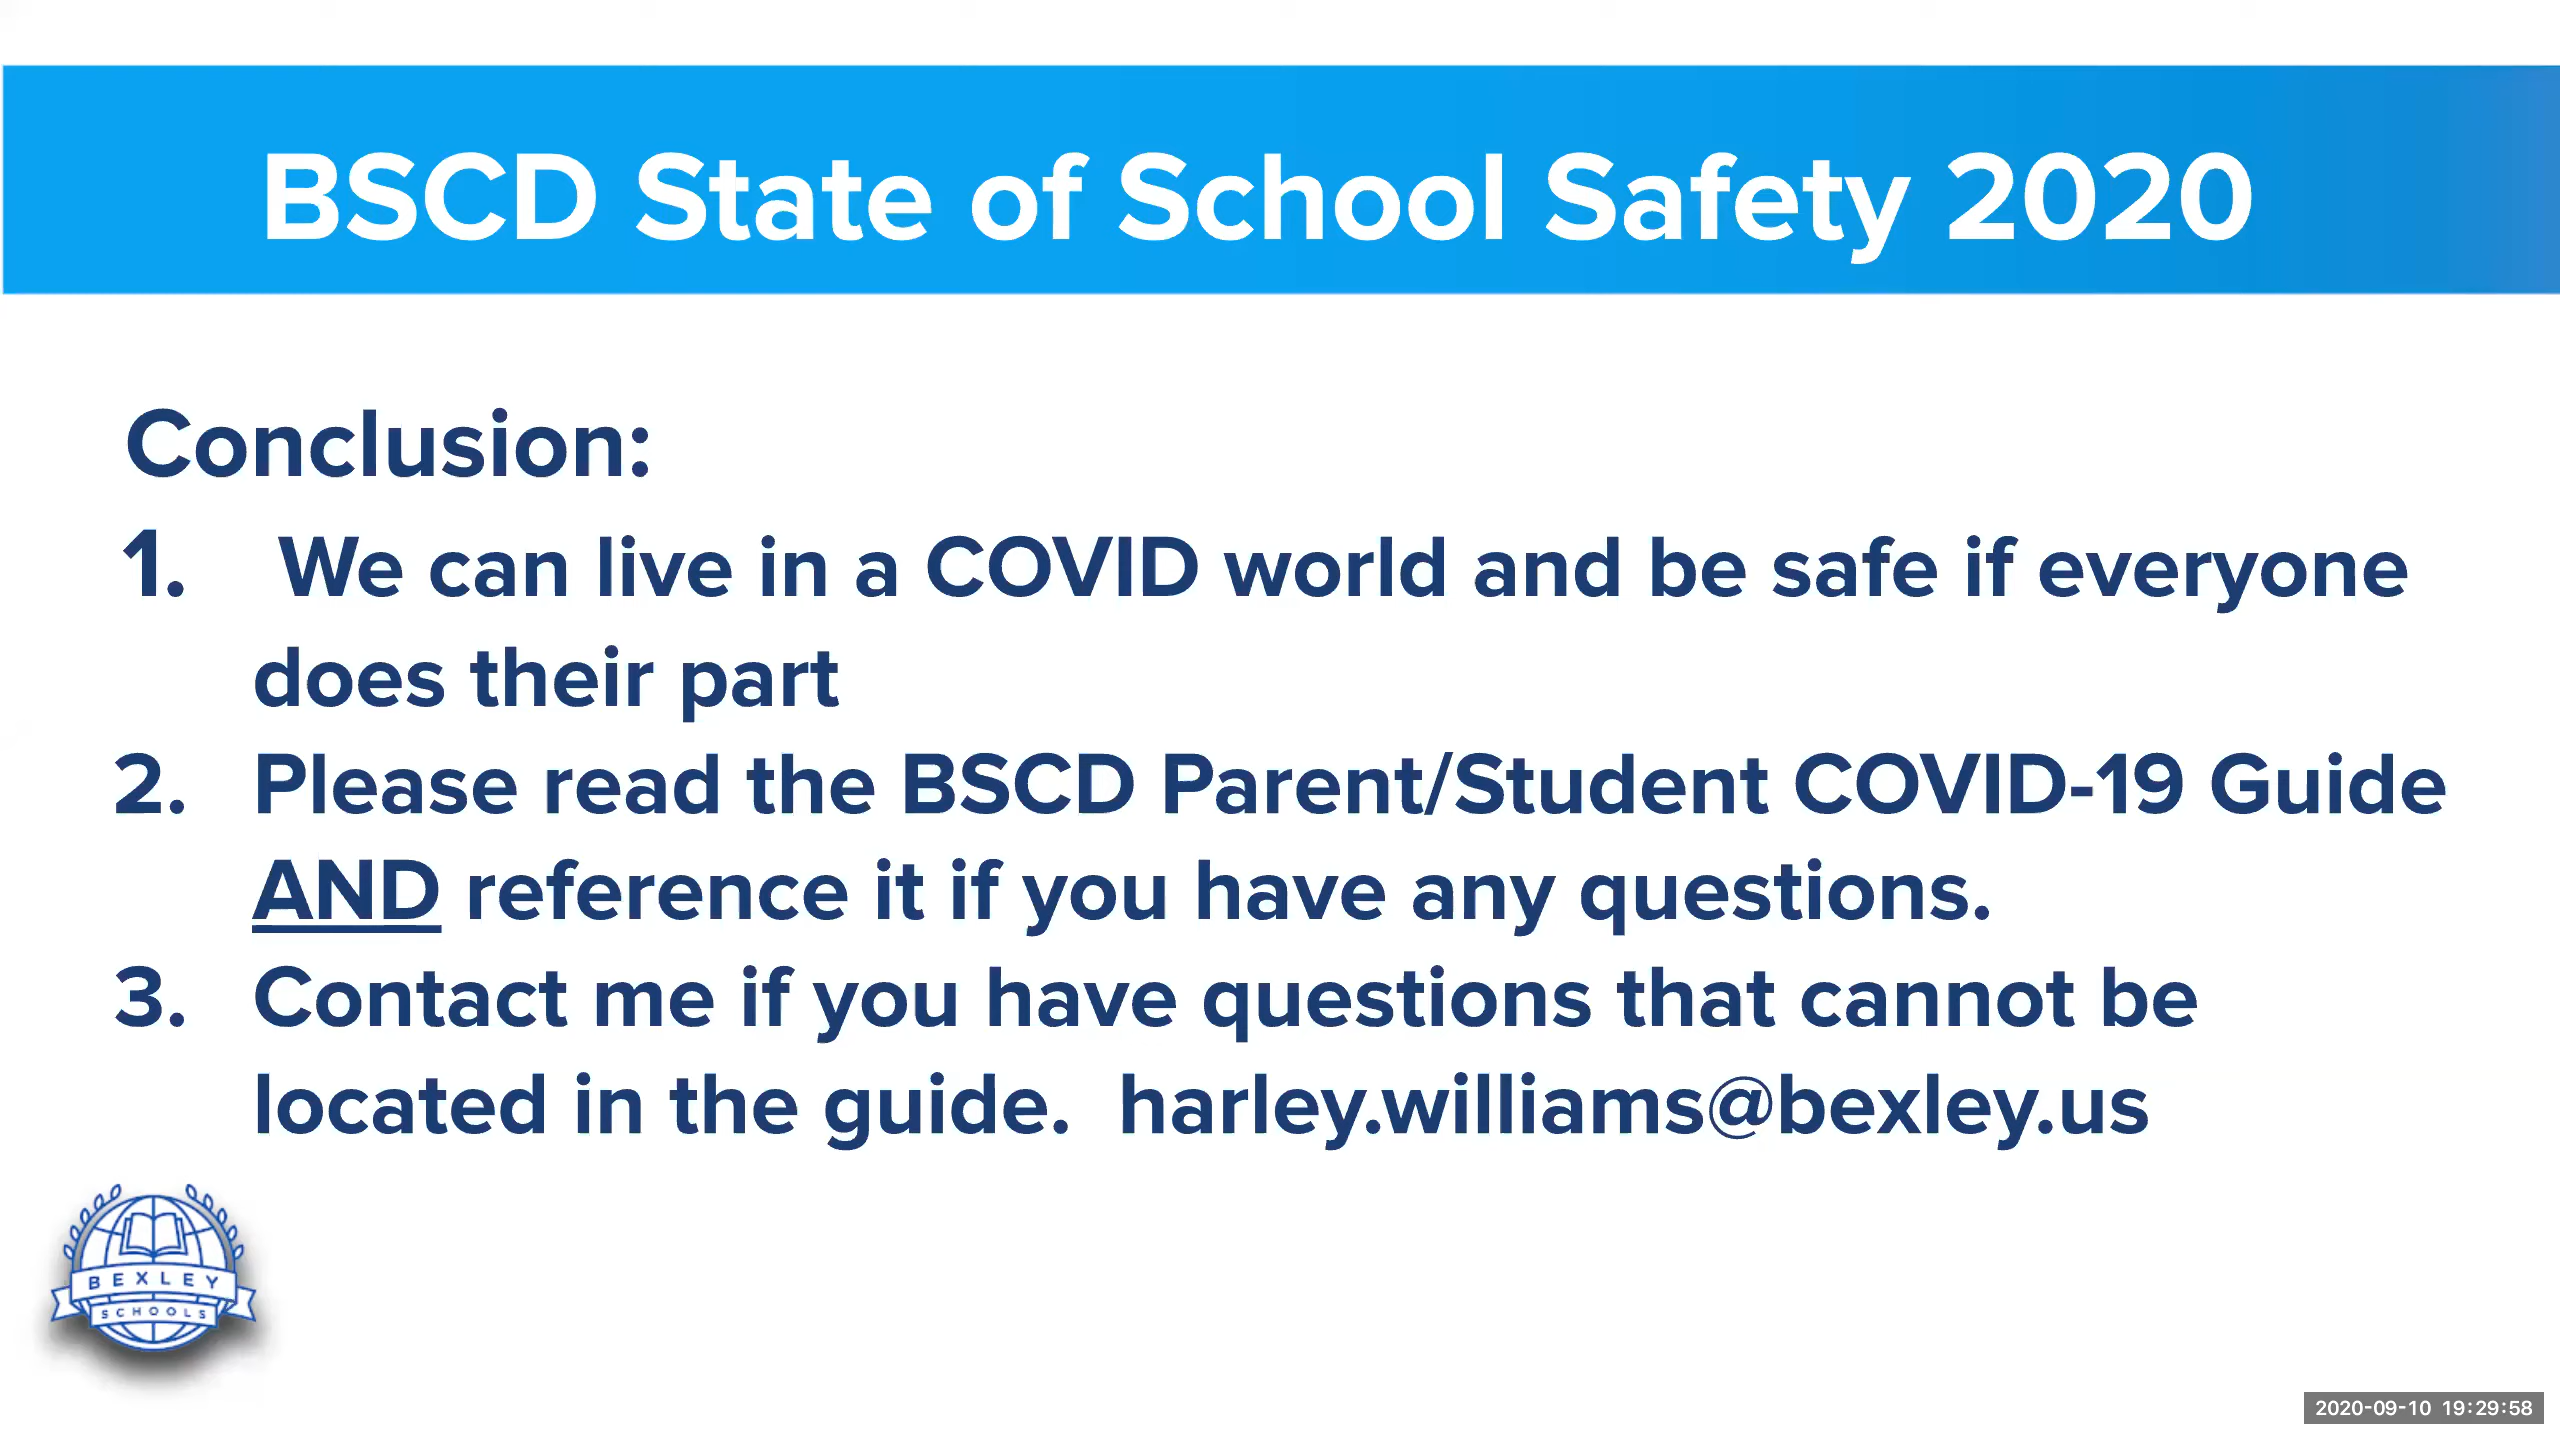 BSCD State of School Safety 2020
Conclusion:
1. We can live in a COVID world and be safe if everyone
does their part
2. Please read the BSCD Parent/Student COVID-19 Guide
AND reference it if you have any questions.
3. Contact me if you have questions that cannot be
located in the guide. harley.williams@bexley.us
BEXLEY
SCHOOLS
2020-09-10 19:29:58